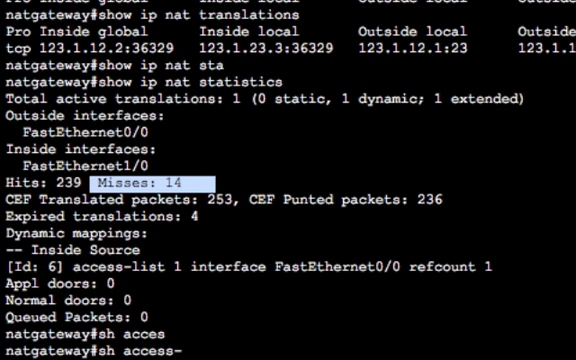 natgateway#show ip nat translations
Pro Inside global      Inside local       Outside local      Outside
tcp 123.1.12.2:36329   123.1.23.3:36329   123.1.12.1:23      123.1.1
natgateway#show ip nat sta
natgateway#show ip nat statistics
Total active translations: 1 (0 static, 1 dynamic; 1 extended)
Outside interfaces:
  FastEthernet0/0
Inside interfaces:
  FastEthernet1/0
Hits: 239  Misses: 14
CEF Translated packets: 253, CEF Punted packets: 236
Expired translations: 4
Dynamic mappings:
-- Inside Source
[Id: 6] access-list 1 interface FastEthernet0/0 refcount 1
Appl doors: 0
Normal doors: 0
Queued Packets: 0
natgateway#sh acces
natgateway#sh access-